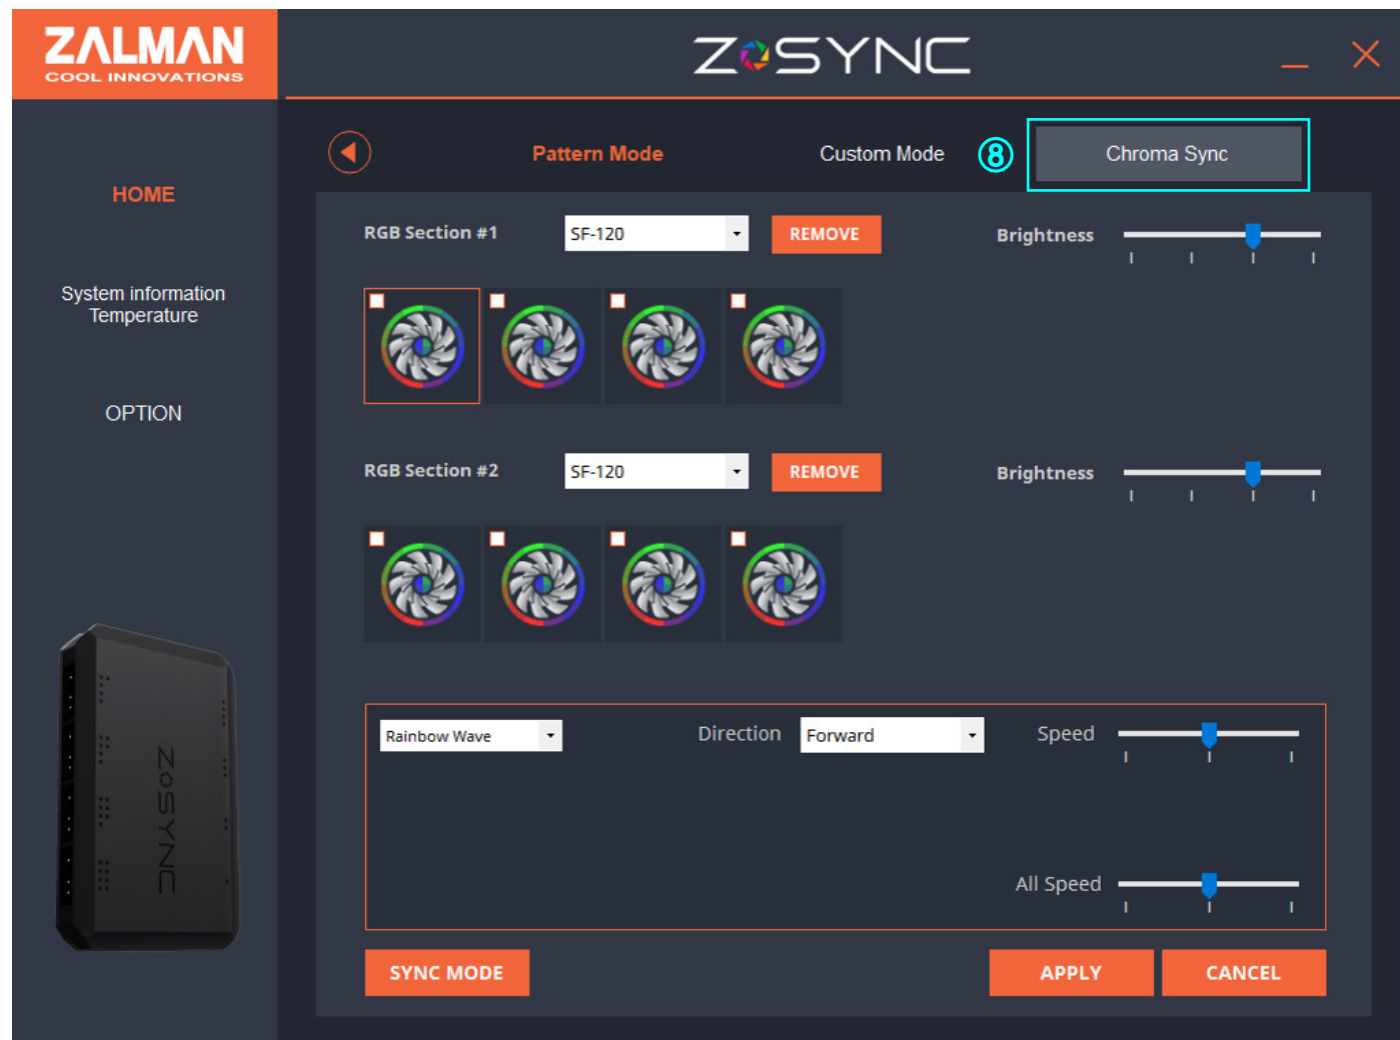 ZALMAN
COOL INNOVATIONS
ZOSYNC
HOME
System information
Temperature
OPTION
ZOSYNC
Pattern Mode
Custom Mode
⑧
Chroma Sync
RGB Section #1
SF-120
REMOVE
Brightness
RGB Section #2
SF-120
REMOVE
Brightness
Rainbow Wave
Direction
Forward
Speed
All Speed
SYNC MODE
APPLY
CANCEL